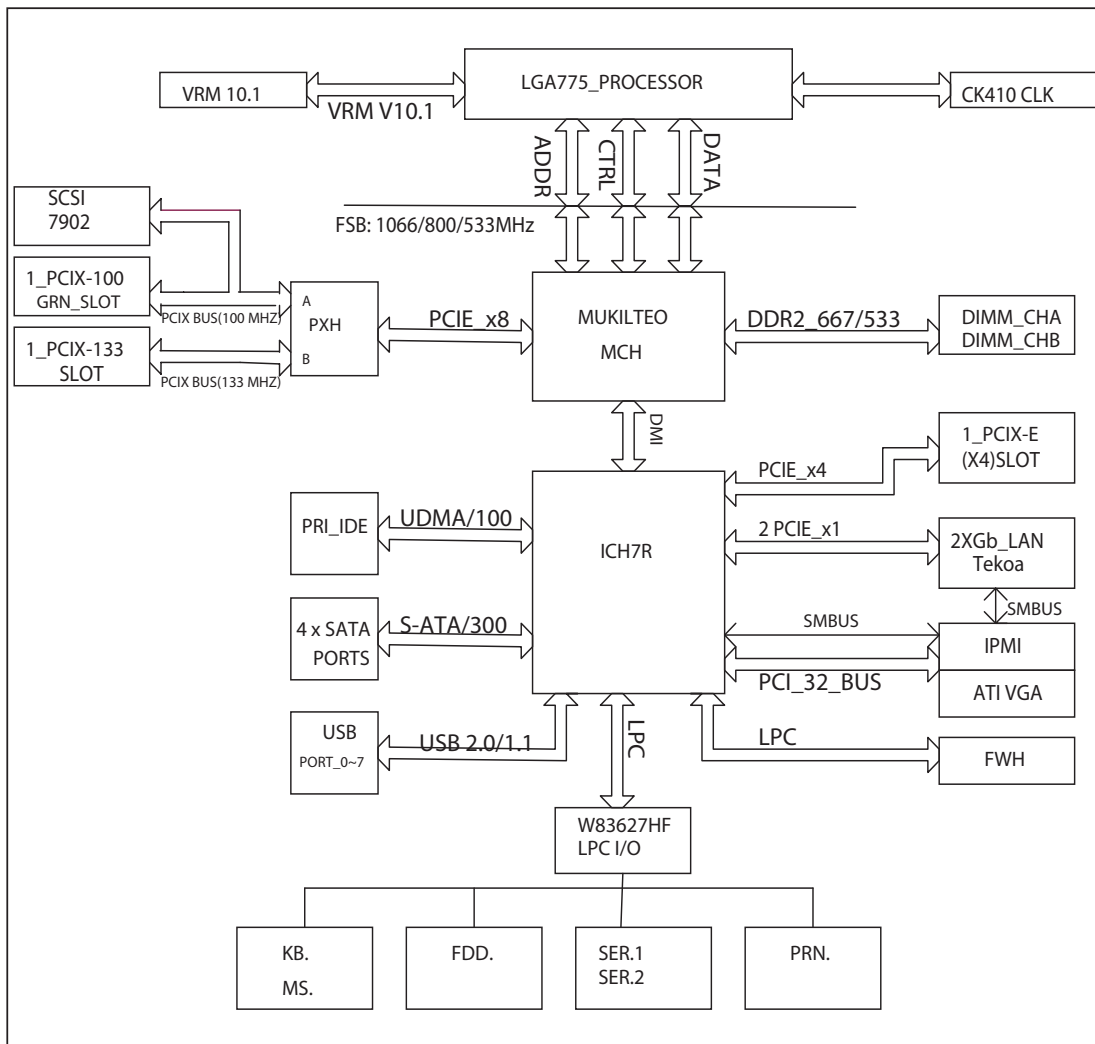 LGA775_PROCESSOR
VRM 10.1
VRM V10.1
CK410 CLK
ADDR
CTRL
DATA
SCSI
7902
FSB: 1066/800/533MHz
1_PCIX-100
GRN_SLOT
PCIX BUS(100 MHZ)
A
PXH
B
PCIE_x8
MUKILTEO
MCH
DDR2_667/533
DIMM_CHA
DIMM_CHB
1_PCIX-133
SLOT
PCIX BUS(133 MHZ)
DMI
PCIE_x4
1_PCIX-E
(X4)SLOT
PRI_IDE
UDMA/100
ICH7R
2 PCIE_x1
2XGb_LAN
Tekoa
SMBUS
4 x SATA
PORTS
S-ATA/300
SMBUS
IPMI
PCI_32_BUS
ATI VGA
USB
PORT_0~7
USB 2.0/1.1
LPC
LPC
FWH
W83627HF
LPC I/O
KB.
MS.
FDD.
SER.1
SER.2
PRN.